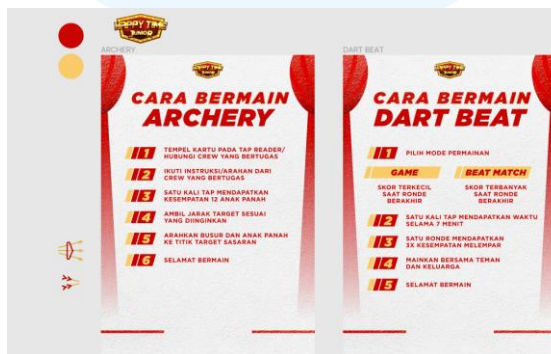 HAPPY TIME
JUNIOR
ARCHERY
HAPPY TIME
JUNIOR
CARA BERMAIN
ARCHERY
1 TEMPEL KARTU PADA TAP READER/
HUBUNGI CREW YANG BERTUGAS
2 IKUTI INSTRUKSI/ARAHAN DARI
CREW YANG BERTUGAS
3 SATU KALI TAP MENDAPATKAN
KESEMPATAN 12 ANAK PANAH
4 AMBIL JARAK TARGET SESUAI
YANG DIINGINKAN
5 ARAHKAN BUSUR DAN ANAK PANAH
KE TITIK TARGET SASARAN
6 SELAMAT BERMAIN
DART BEAT
HAPPY TIME
JUNIOR
CARA BERMAIN
DART BEAT
1 PILIH MODE PERMAINAN
GAME
SKOR TERKECIL
SAAT RONDE
BERAKHIR
BEAT MATCH
SKOR TERBANYAK
SAAT RONDE
BERAKHIR
2 SATU KALI TAP MENDAPATKAN WAKTU
SELAMA 7 MENIT
3 SATU RONDE MENDAPATKAN
3X KESEMPATAN MELEMPAR
4 MAINKAN BERSAMA TEMAN
DAN KELUARGA
5 SELAMAT BERMAIN